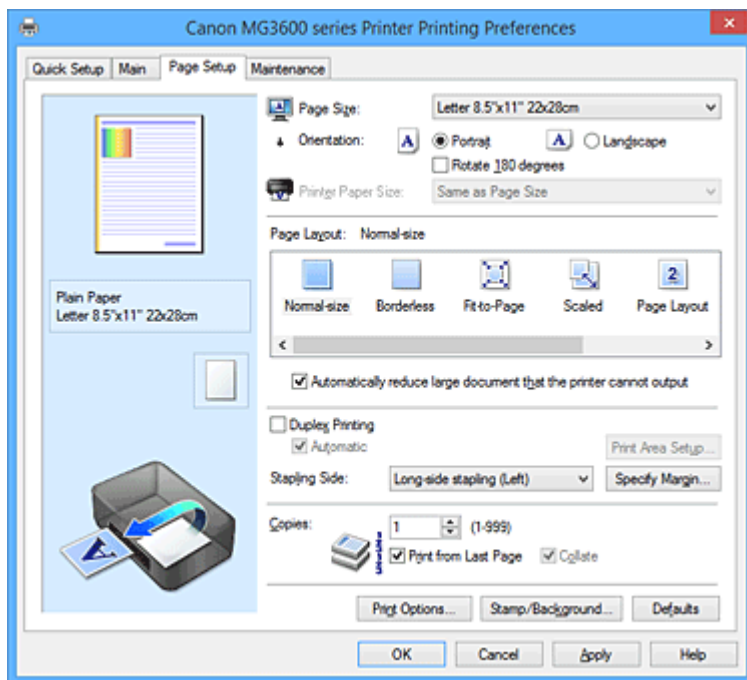 Canon MG3600 series Printer Printing Preferences
Quick Setup Main Page Setup Maintenance
Page Size: Letter 8.5"x11" 22x28cm
Orientation: A Portrait A Landscape
Rotate 180 degrees
Printer Paper Size: Same as Page Size
Page Layout: Normal-size
2
Normal-size Borderless Fit-to-Page Scaled Page Layout
Plain Paper
Letter 8.5"x11" 22x28cm
Automatically reduce large document that the printer cannot output
Duplex Printing
Automatic Print Area Setup...
Stapling Side: Long-side stapling (Left) Specify Margin...
Copies: 1 (1-999)
Print from Last Page Collate
A
Print Options... Stamp/Background... Defaults
OK Cancel Apply Help